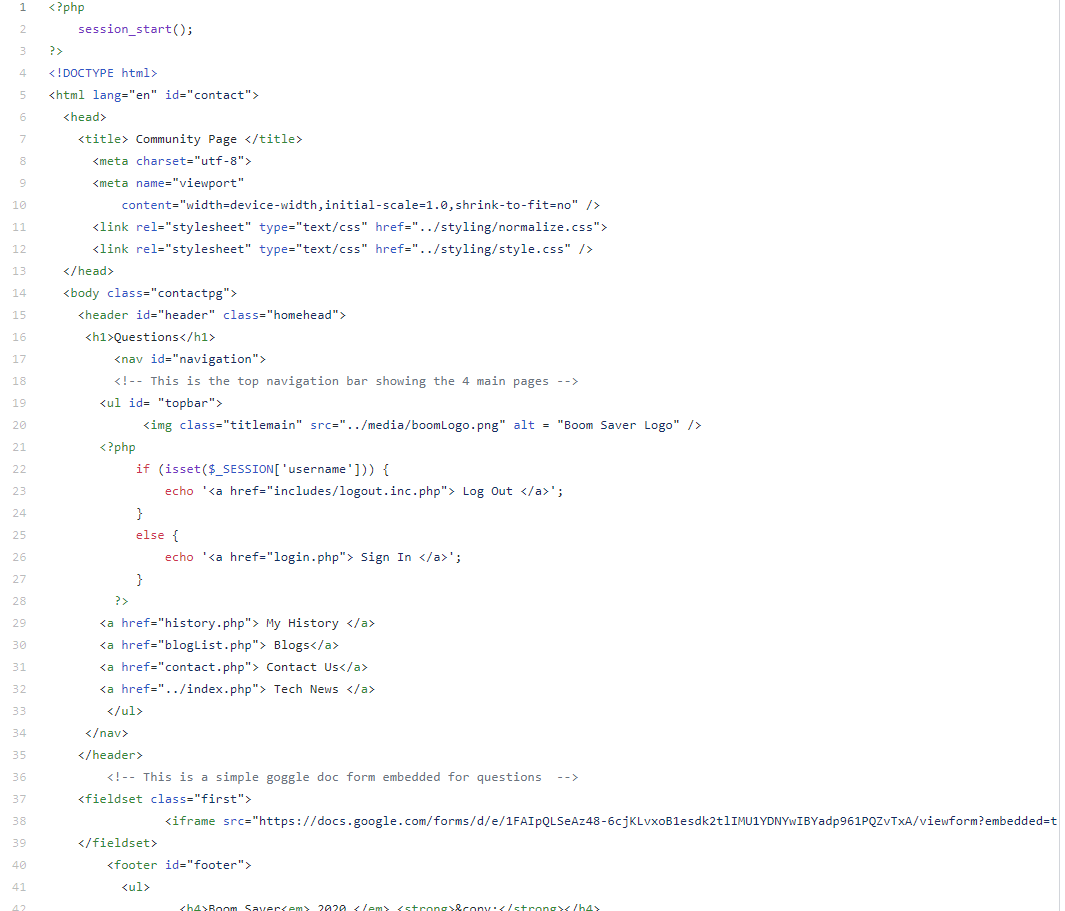 1 <?php
2 session_start();
3 ?>
4 <!DOCTYPE html>
5 <html lang="en" id="contact">
6 <head>
7 <title> Community Page </title>
8 <meta charset="utf-8">
9 <meta name="viewport"
10 content="width=device-width,initial-scale=1.0,shrink-to-fit=no" />
11 <link rel="stylesheet" type="text/css" href="../styling/normalize.css">
12 <link rel="stylesheet" type="text/css" href="../styling/style.css" />
13 </head>
14 <body class="contactpg">
15 <header id="header" class="homehead">
16 <h1>Questions</h1>
17 <nav id="navigation">
18 <!-- This is the top navigation bar showing the 4 main pages -->
19 <ul id= "topbar">
20 <img class="titlemain" src="../media/boomLogo.png" alt = "Boom Saver Logo" />
21 <?php
22 if (isset($_SESSION['username'])) {
23 echo '<a href="includes/logout.inc.php"> Log Out </a>';
24 }
25 else {
26 echo '<a href="login.php"> Sign In </a>';
27 }
28 ?>
29 <a href="history.php"> My History </a>
30 <a href="blogList.php"> Blogs</a>
31 <a href="contact.php"> Contact Us</a>
32 <a href="../index.php"> Tech News </a>
33 </ul>
34 </nav>
35 </header>
36 <!-- This is a simple goggle doc form embedded for questions  -->
37 <fieldset class="first">
38 <iframe src="https://docs.google.com/forms/d/e/1FAIpQLSeAz48-6cjKLvxoB1esdk2tlIMU1YDNYwIBYadp961PQZvTxA/viewform?embedded=t
39 </fieldset>
40 <footer id="footer">
41 <ul>
42 <h4>Boom Saver<em> 2020 </em> <strong>&copy;</strong></h4>